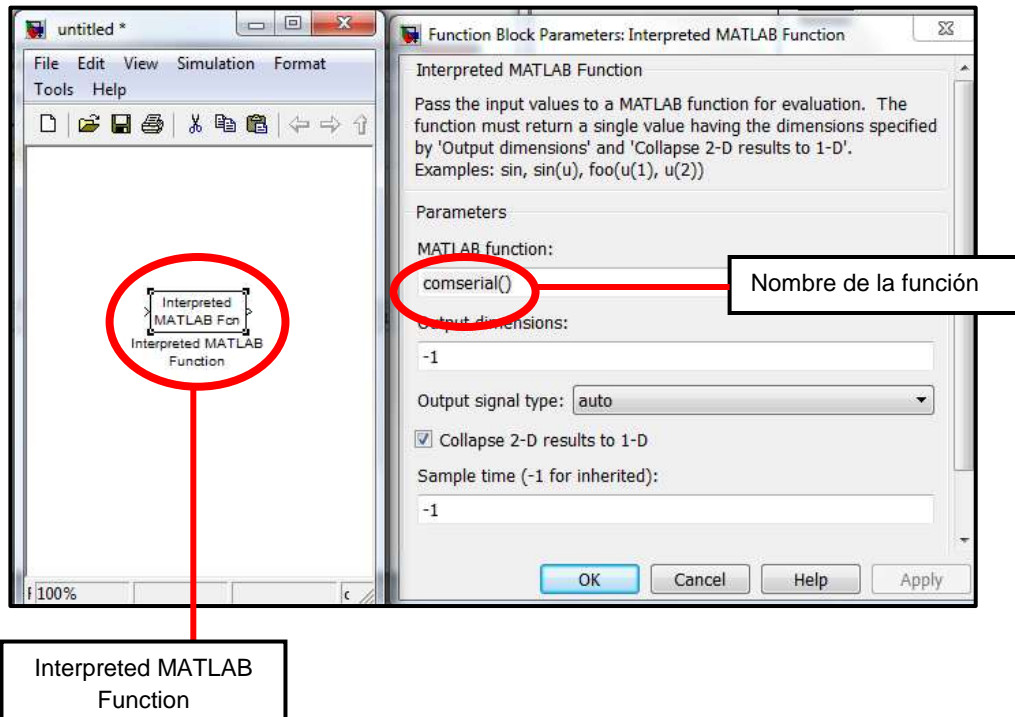 untitled *
File Edit View Simulation Format
Tools Help
Interpreted
MATLAB Fcn
Interpreted MATLAB
Function
100%
Function Block Parameters: Interpreted MATLAB Function
Interpreted MATLAB Function
Pass the input values to a MATLAB function for evaluation. The
function must return a single value having the dimensions specified
by 'Output dimensions' and 'Collapse 2-D results to 1-D'.
Examples: sin, sin(u), foo(u(1), u(2))
Parameters
MATLAB function:
comserial()
Nombre de la función
Output dimensions:
-1
Output signal type: auto
Collapse 2-D results to 1-D
Sample time (-1 for inherited):
-1
OK Cancel Help Apply
Interpreted MATLAB
Function